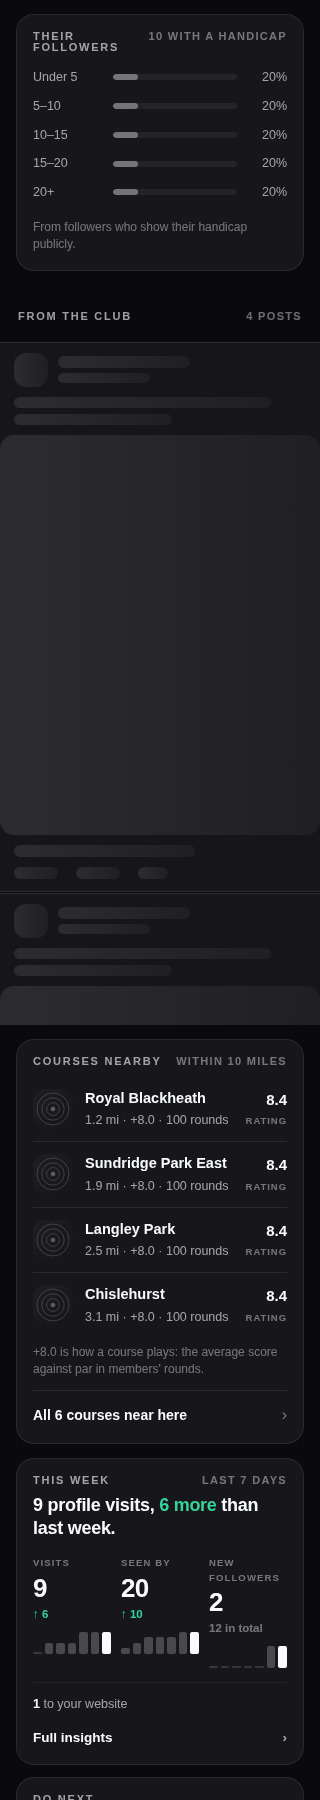 THEIR FOLLOWERS 10 WITH A HANDICAP
Under 5 20%
5–10 20%
10–15 20%
15–20 20%
20+ 20%
From followers who show their handicap
publicly.
FROM THE CLUB 4 POSTS
COURSES NEARBY WITHIN 10 MILES
Royal Blackheath 8.4
1.2 mi · +8.0 · 100 rounds RATING
Sundridge Park East 8.4
1.9 mi · +8.0 · 100 rounds RATING
Langley Park 8.4
2.5 mi · +8.0 · 100 rounds RATING
Chislehurst 8.4
3.1 mi · +8.0 · 100 rounds RATING
+8.0 is how a course plays: the average score
against par in members' rounds.
All 6 courses near here ›
THIS WEEK LAST 7 DAYS
9 profile visits, 6 more than
last week.
VISITS
9
↑ 6
SEEN BY
20
↑ 10
NEW
FOLLOWERS
2
12 in total
1 to your website
Full insights ›
DO NEXT